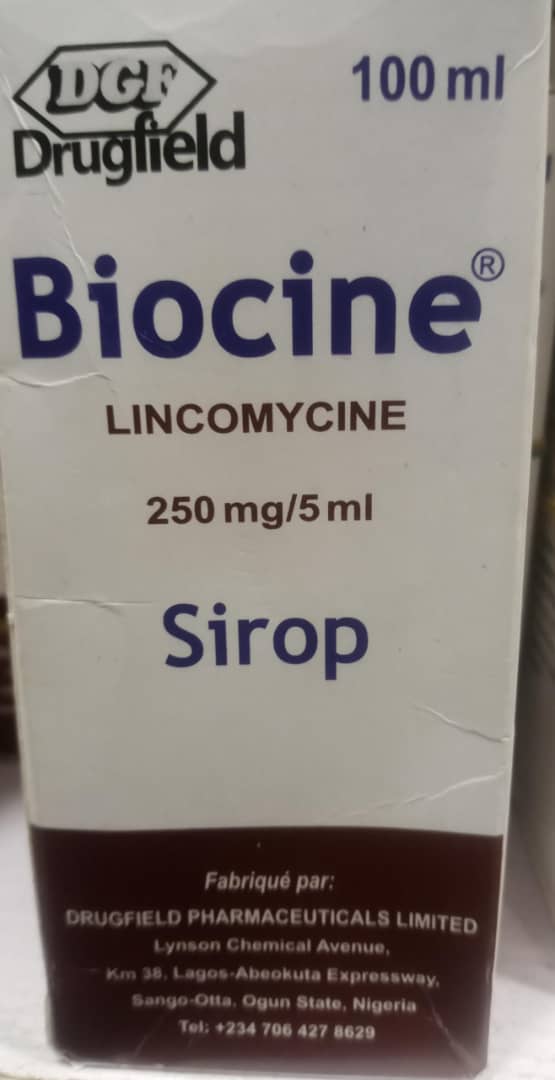 DGF
Drugfield
100 ml
Biocine®
LINCOMYCINE
250 mg/5 ml
Sirop
Fabriqué par:
DRUGFIELD PHARMACEUTICALS LIMITED
Lynson Chemical Avenue,
Km 38, Lagos-Abeokuta Expressway,
Sango-Otta, Ogun State, Nigeria
Tel: +234 706 427 8629